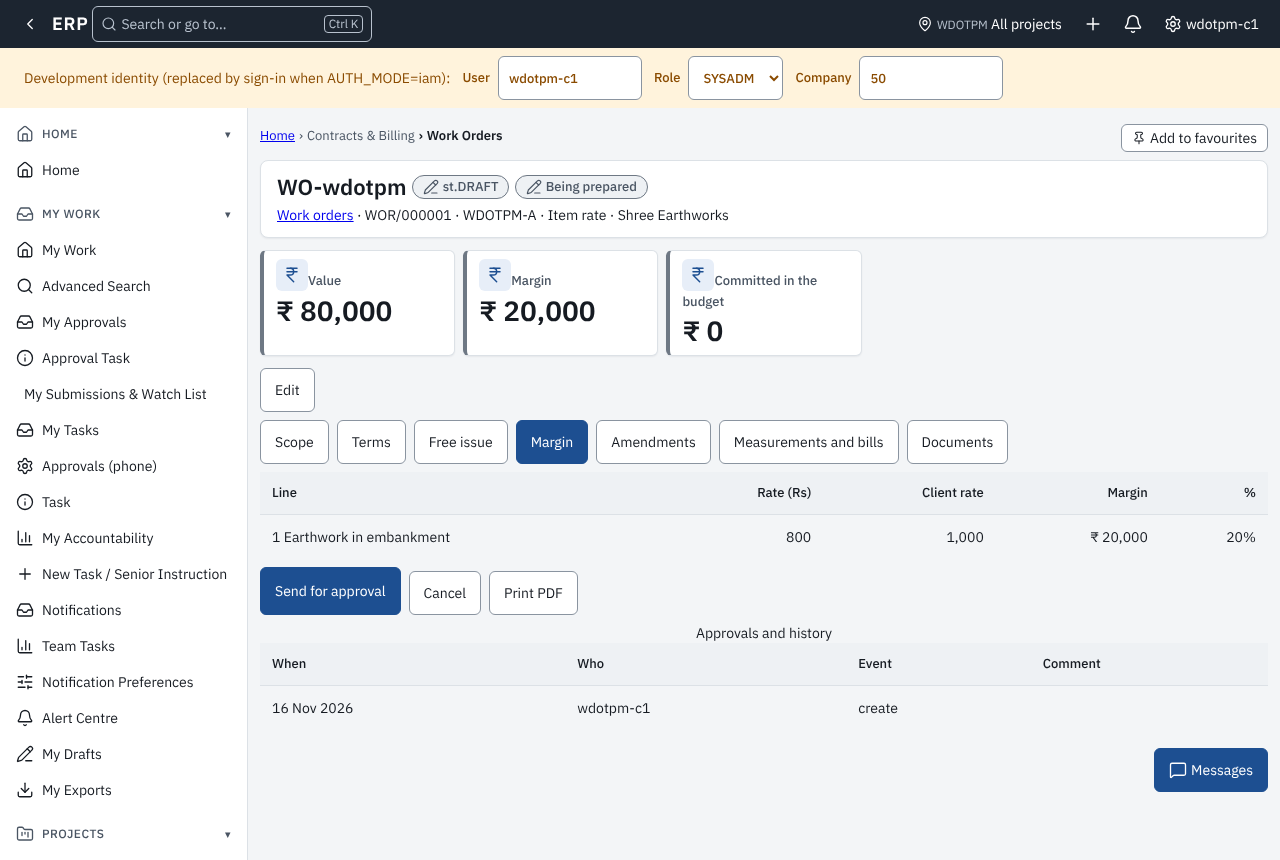 ERP Search or go to... Ctrl K WDOTPM All projects wdotpm-c1
Development identity (replaced by sign-in when AUTH_MODE=iam): User wdotpm-c1 Role SYSADM Company 50
HOME
Home
MY WORK
My Work
Advanced Search
My Approvals
Approval Task
My Submissions & Watch List
My Tasks
Approvals (phone)
Task
My Accountability
New Task / Senior Instruction
Notifications
Team Tasks
Notification Preferences
Alert Centre
My Drafts
My Exports
PROJECTS
Home › Contracts & Billing › Work Orders
Add to favourites
WO-wdotpm st.DRAFT Being prepared
Work orders · WOR/000001 · WDOTPM-A · Item rate · Shree Earthworks
₹ Value
₹ 80,000
₹ Margin
₹ 20,000
₹ Committed in the
budget
₹ 0
Edit
Scope Terms Free issue Margin Amendments Measurements and bills Documents
Line Rate (Rs) Client rate Margin %
1 Earthwork in embankment 800 1,000 ₹ 20,000 20%
Send for approval Cancel Print PDF
Approvals and history
When Who Event Comment
16 Nov 2026 wdotpm-c1 create
Messages